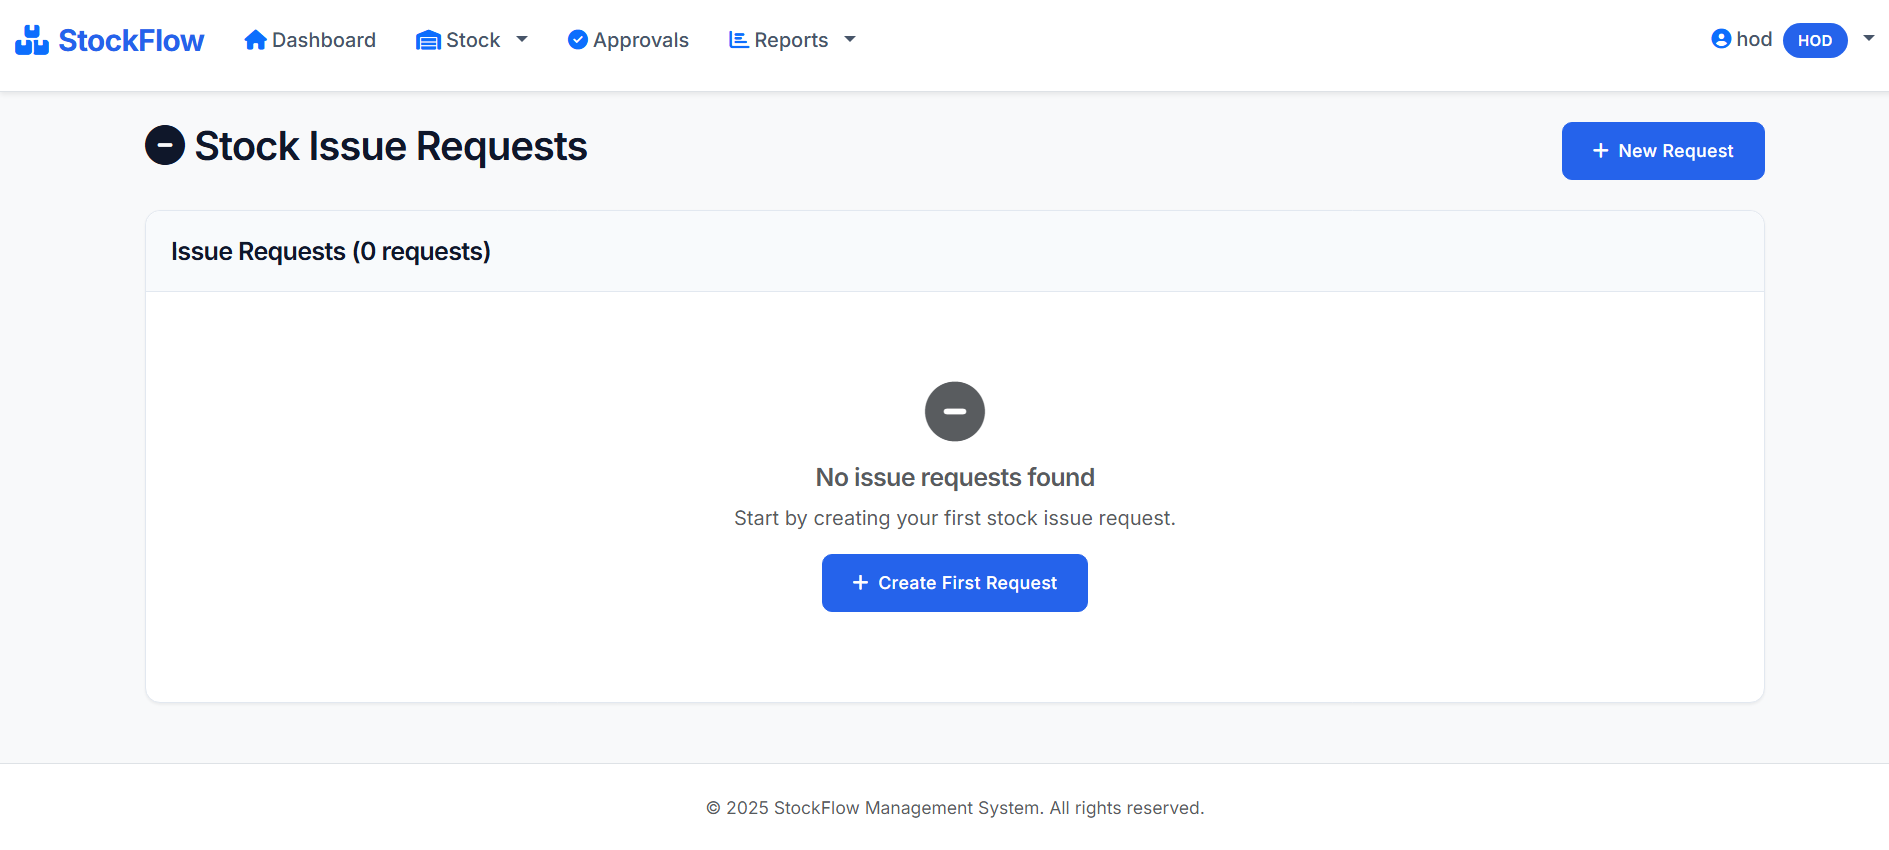 StockFlow Dashboard Stock Approvals Reports hod HOD
Stock Issue Requests
New Request
Issue Requests (0 requests)
No issue requests found
Start by creating your first stock issue request.
Create First Request
© 2025 StockFlow Management System. All rights reserved.